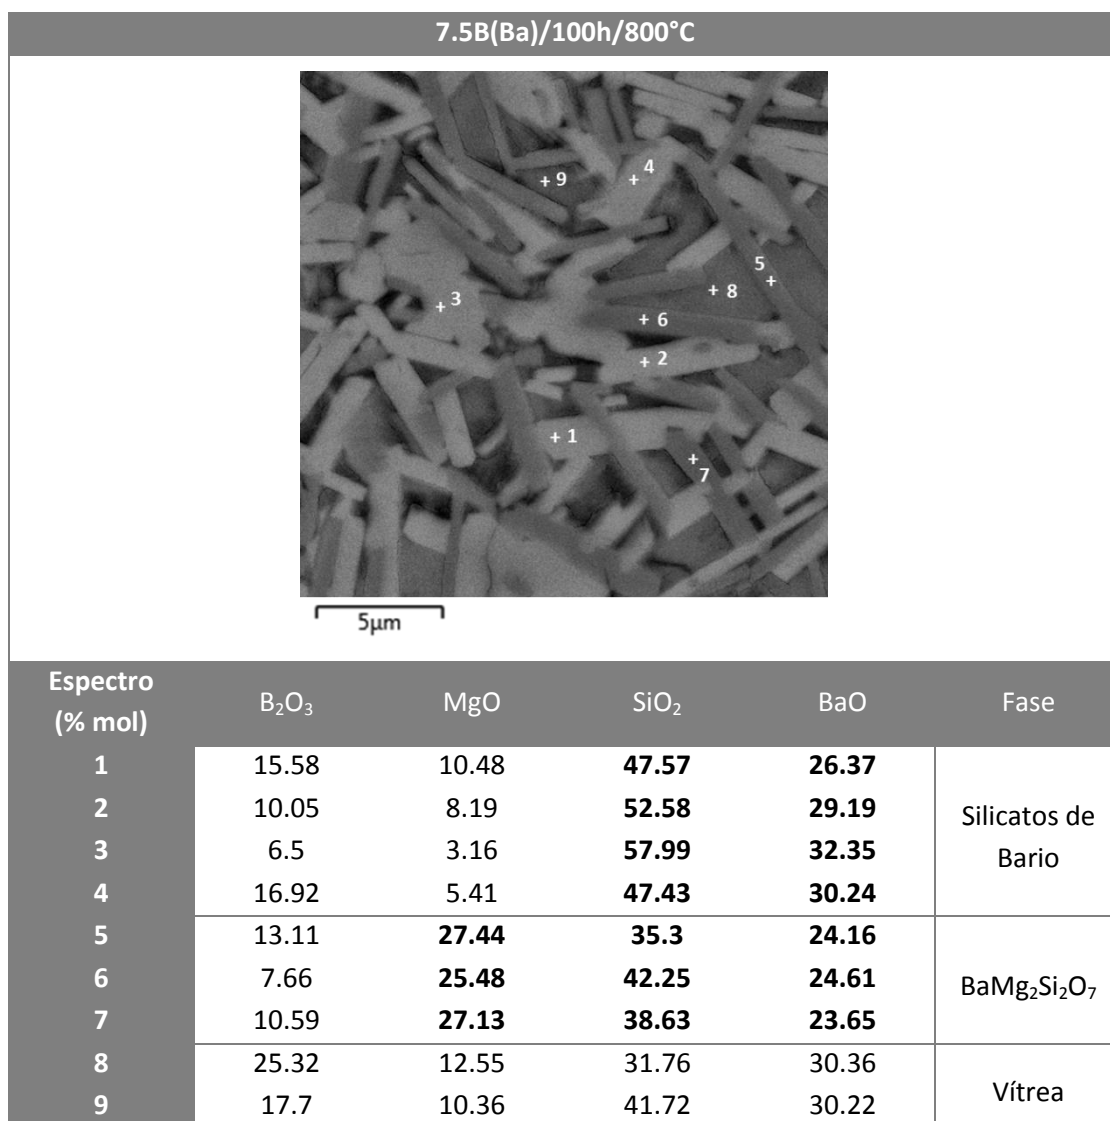 7.5B(Ba)/100h/800°C
4
9
5
3
8
6
2
1
7
5µm
Espectro (% mol) B₂O₃ MgO SiO₂ BaO Fase
1 15.58 10.48 47.57 26.37
2 10.05 8.19 52.58 29.19
3 6.5 3.16 57.99 32.35
4 16.92 5.41 47.43 30.24
Silicatos de
Bario
5 13.11 27.44 35.3 24.16
6 7.66 25.48 42.25 24.61
7 10.59 27.13 38.63 23.65
BaMg₂Si₂O₇
8 25.32 12.55 31.76 30.36
9 17.7 10.36 41.72 30.22
Vítrea